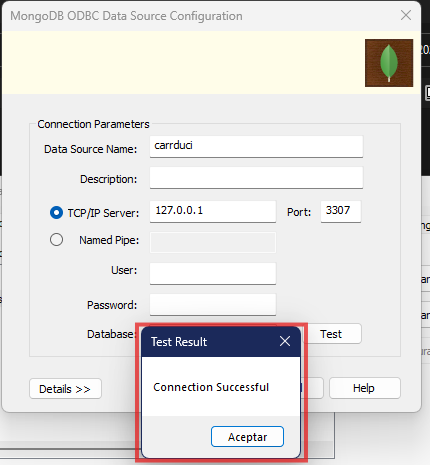 MongoDB ODBC Data Source Configuration
Connection Parameters
Data Source Name: carrduci
Description:
TCP/IP Server: 127.0.0.1 Port: 3307
Named Pipe:
User:
Password:
Database: Test
Test Result
Connection Successful
Details >> Help
Aceptar